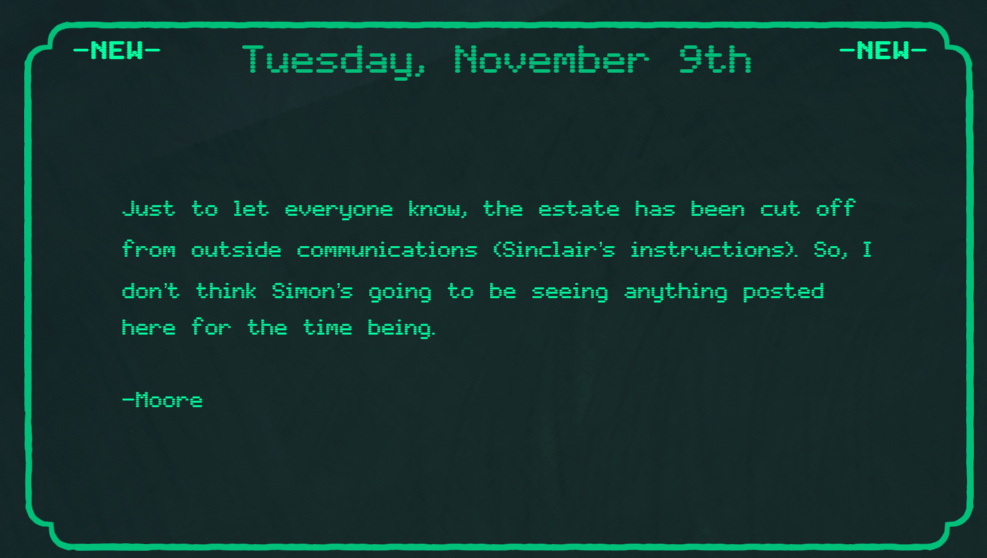 -NEW- Tuesday, November 9th -NEW-
Just to let everyone know, the estate has been cut off
from outside communications (Sinclair's instructions). So, I
don't think Simon's going to be seeing anything posted
here for the time being.
-Moore